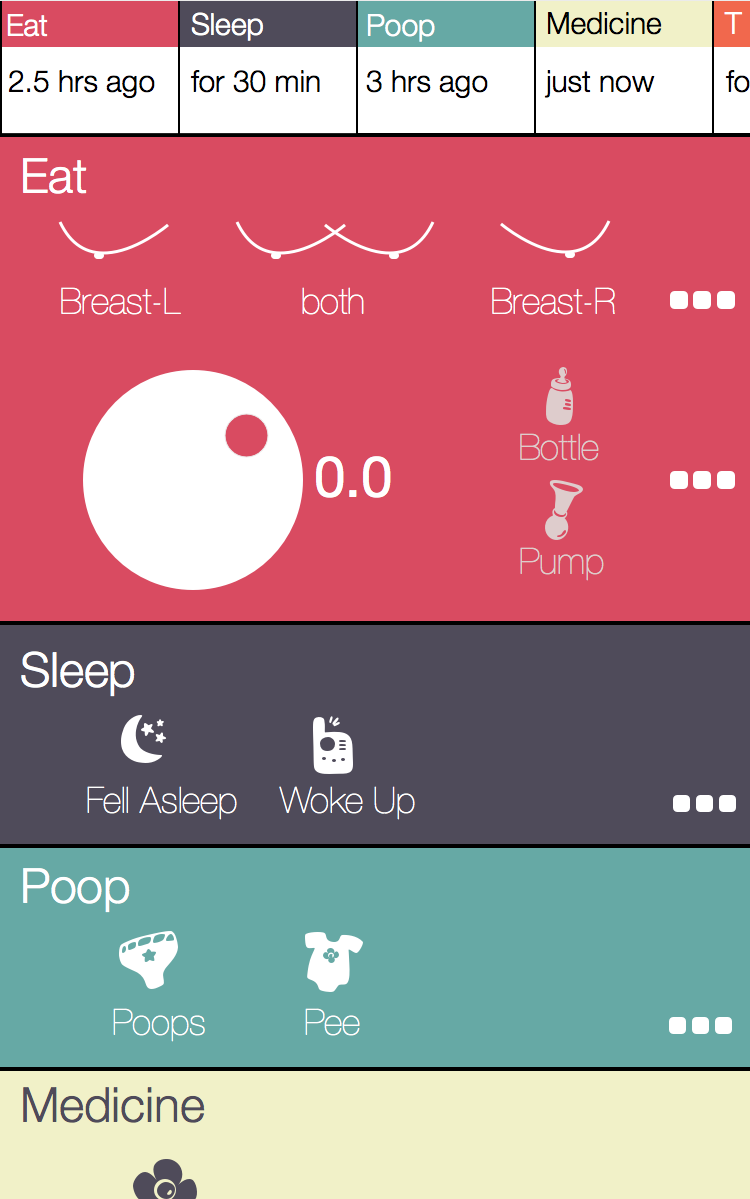 Eat Sleep Poop Medicine T
2.5 hrs ago for 30 min 3 hrs ago just now fo
Eat
Breast-L both Breast-R
0.0
Bottle
Pump
Sleep
Fell Asleep Woke Up
Poop
Poops Pee
Medicine